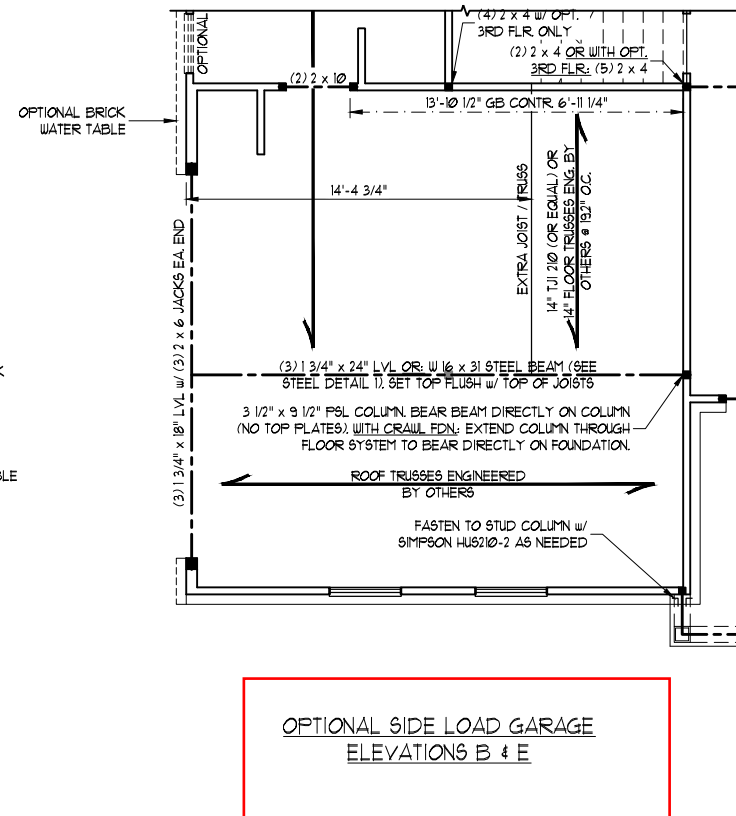 (4) 2 x 4 w/ OPT. /
3RD FLR. ONLY
OPTIONAL
(2) 2 x 4 OR WITH OPT.
3RD FLR: (5) 2 x 4
(2) 2 x 10
13'-10 1/2" GB CONTR. 6'-11 1/4"
OPTIONAL BRICK
WATER TABLE
14'-4 3/4"
EXTRA JOIST / TRUSS
14" TJI 210 (OR EQUAL) OR
14" FLOOR TRUSSES ENG. BY
OTHERS @ 19.2" O.C.
(3) 1 3/4" x 18" LVL w/ (3) 2 x 6 JACKS EA. END
(3) 1 3/4" x 24" LVL OR: W 16 x 31 STEEL BEAM (SEE
STEEL DETAIL 1). SET TOP FLUSH w/ TOP OF JOISTS
3 1/2" x 9 1/2" PSL COLUMN. BEAR BEAM DIRECTLY ON COLUMN
(NO TOP PLATES). WITH CRAWL FDN.: EXTEND COLUMN THROUGH
FLOOR SYSTEM TO BEAR DIRECTLY ON FOUNDATION.
BLE
ROOF TRUSSES ENGINEERED
BY OTHERS
FASTEN TO STUD COLUMN w/
SIMPSON HUS210-2 AS NEEDED
OPTIONAL SIDE LOAD GARAGE
ELEVATIONS B & E